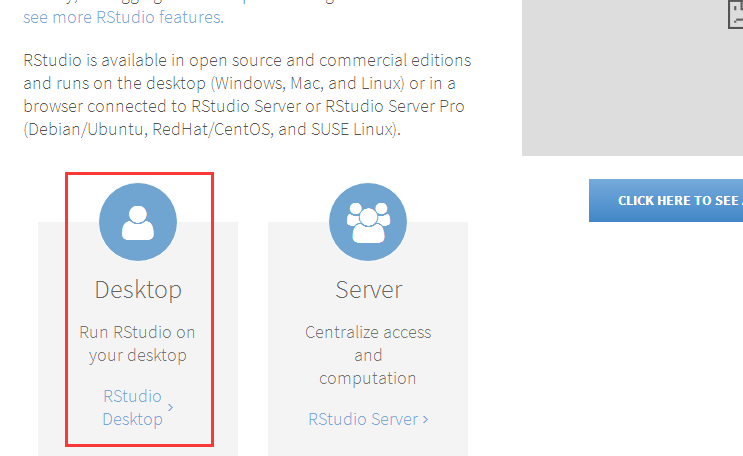 see more RStudio features.
RStudio is available in open source and commercial editions
and runs on the desktop (Windows, Mac, and Linux) or in a
browser connected to RStudio Server or RStudio Server Pro
(Debian/Ubuntu, RedHat/CentOS, and SUSE Linux).
CLICK HERE TO SEE
Desktop
Run RStudio on
your desktop
RStudio
Desktop
Server
Centralize access
and
computation
RStudio Server